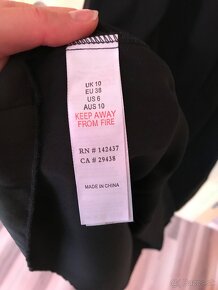 UK 10
EU 38
US 6
AUS 10
KEEP AWAY
FROM FIRE
RN # 142437
CA # 29438
MADE IN CHINA